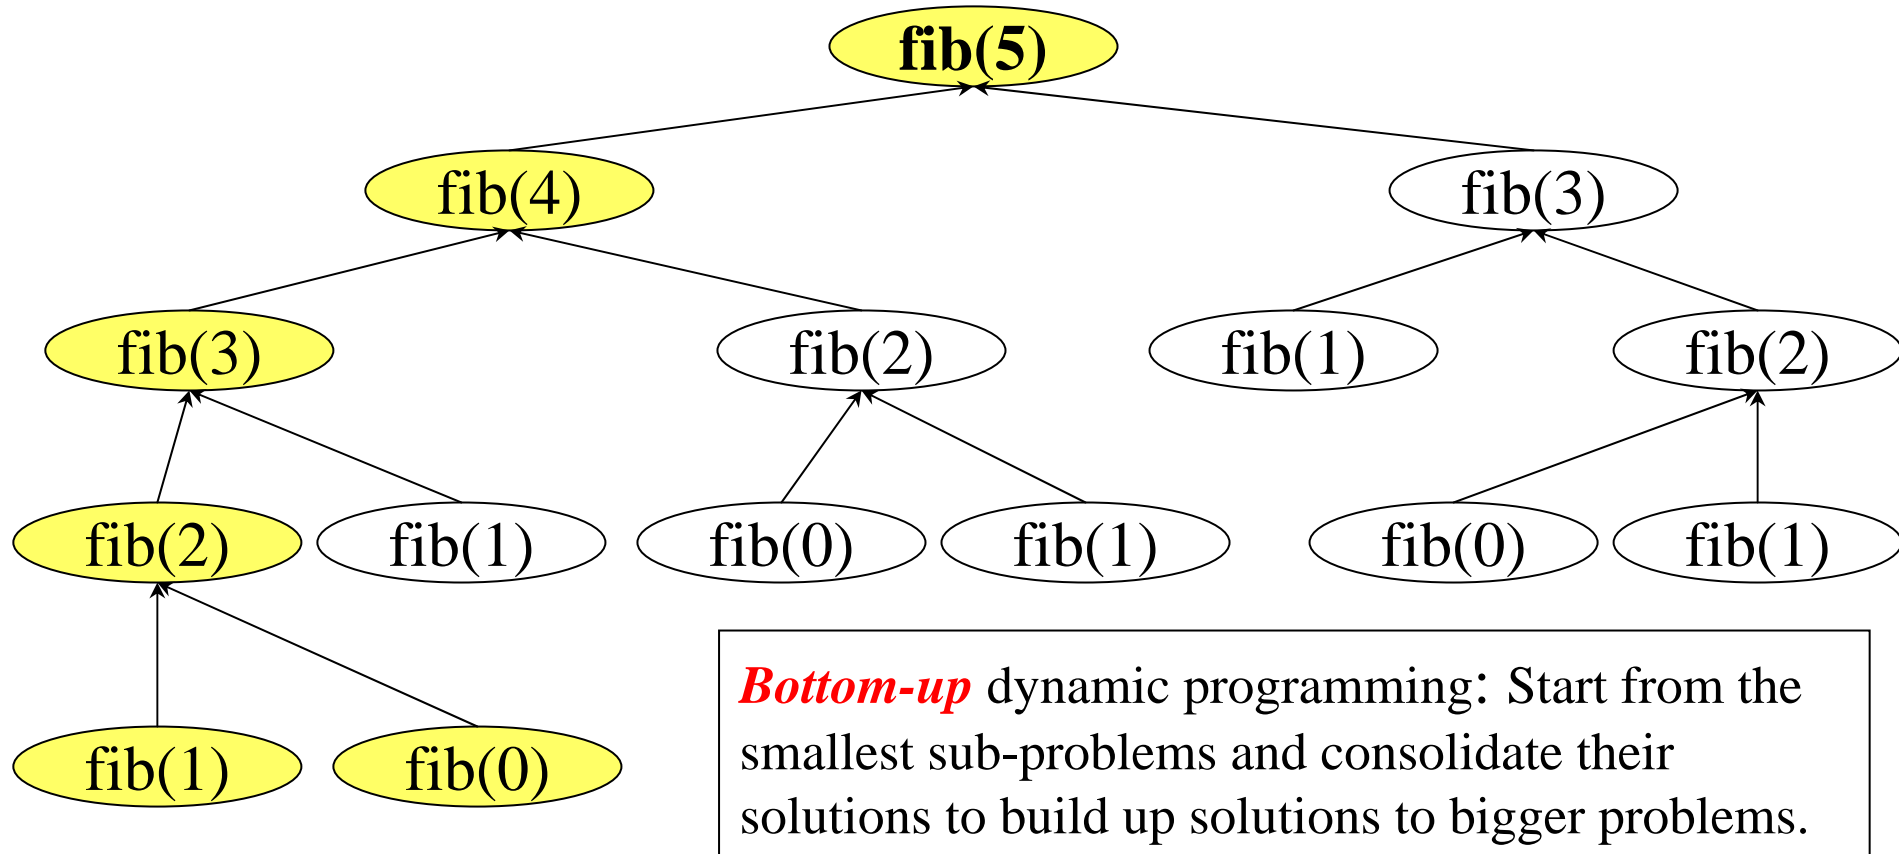 fib(5)
fib(4) fib(3)
fib(3) fib(2) fib(1) fib(2)
fib(2) fib(1) fib(0) fib(1) fib(0) fib(1)
fib(1) fib(0)
Bottom-up dynamic programming: Start from the
smallest sub-problems and consolidate their
solutions to build up solutions to bigger problems.